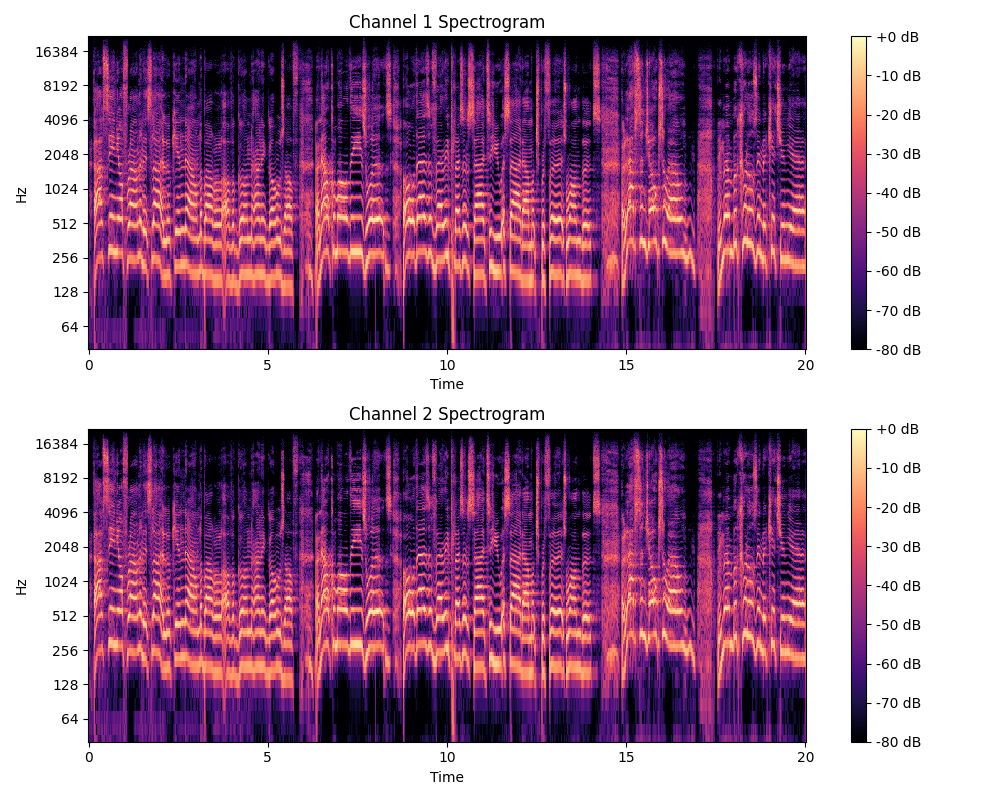 Channel 1 Spectrogram
16384
8192
4096
2048
1024
512
256
128
64
Hz
0 5 10 15 20
Time
+0 dB
-10 dB
-20 dB
-30 dB
-40 dB
-50 dB
-60 dB
-70 dB
-80 dB
Channel 2 Spectrogram
16384
8192
4096
2048
1024
512
256
128
64
Hz
0 5 10 15 20
Time
+0 dB
-10 dB
-20 dB
-30 dB
-40 dB
-50 dB
-60 dB
-70 dB
-80 dB